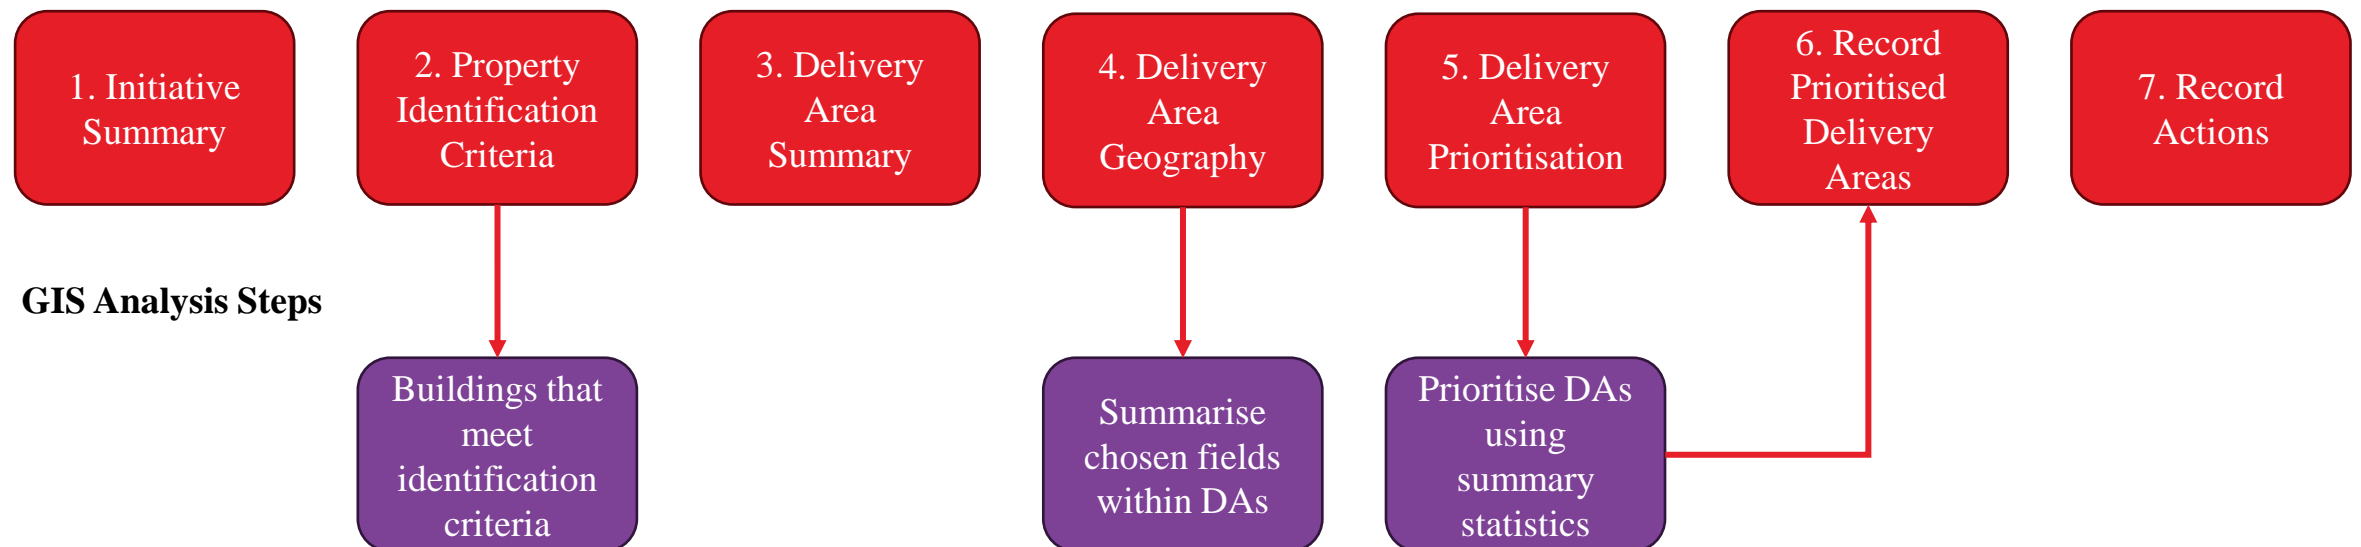 1. Initiative
Summary
2. Property
Identification
Criteria
3. Delivery
Area
Summary
4. Delivery
Area
Geography
5. Delivery
Area
Prioritisation
6. Record
Prioritised
Delivery
Areas
7. Record
Actions
GIS Analysis Steps
Buildings that
meet
identification
criteria
Summarise
chosen fields
within DAs
Prioritise DAs
using
summary
statistics